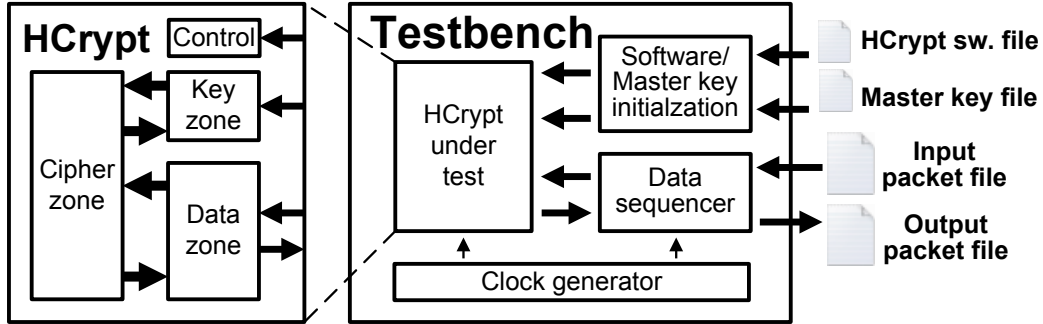 HCrypt
Control
Key
zone
Cipher
zone
Data
zone
Testbench
HCrypt
under
test
Software/
Master key
initialzation
Data
sequencer
Clock generator
HCrypt sw. file
Master key file
Input
packet file
Output
packet file